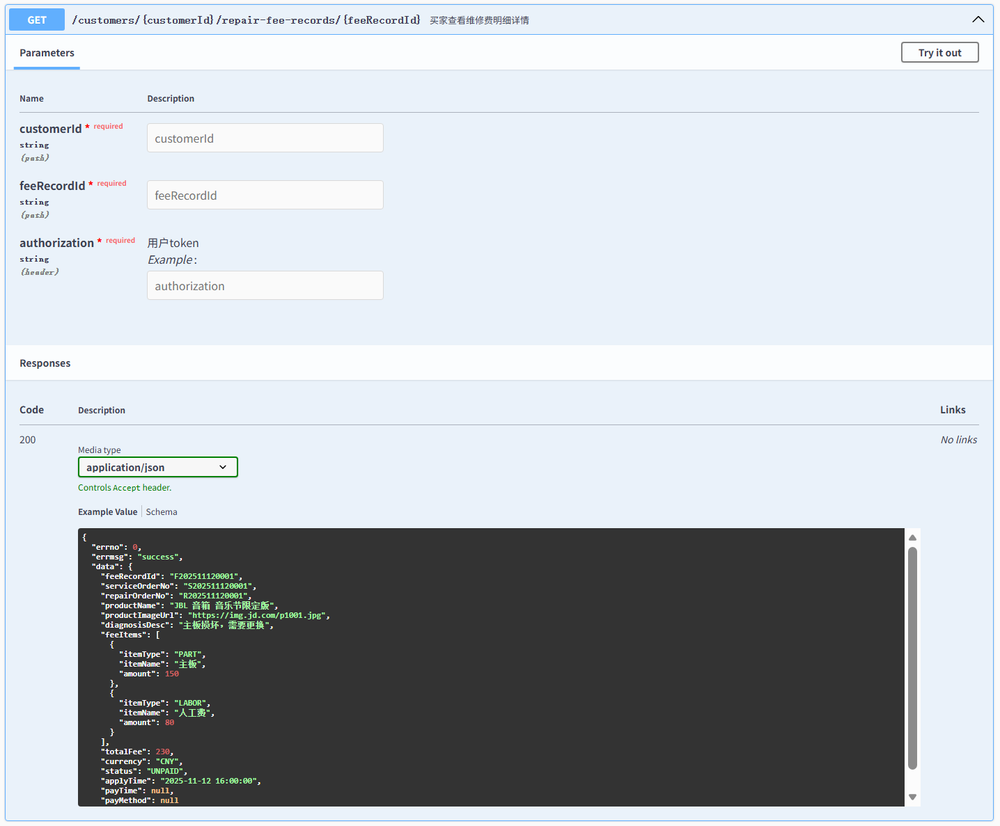 GET /customers/{customerId}/repair-fee-records/{feeRecordId} 买家查看维修费明细详情
Parameters
Try it out
Name Description
customerId * required
string
(path)
customerId
feeRecordId * required
string
(path)
feeRecordId
authorization * required
string
(header)
用户token
Example :
authorization
Responses
Code Description Links
200
No links
Media type
application/json
Controls Accept header.
Example Value Schema
{
"errno": 0,
"errmsg": "success",
"data": {
"feeRecordId": "F202511120001",
"serviceOrderNo": "S202511120001",
"repairOrderNo": "R202511120001",
"productName": "JBL 音箱 音乐节限定版",
"productImageUrl": "https://img.jd.com/p1001.jpg",
"diagnosisDesc": "主板损坏，需要更换",
"feeItems": [
{
"itemType": "PART",
"itemName": "主板",
"amount": 150
},
{
"itemType": "LABOR",
"itemName": "人工费",
"amount": 80
}
],
"totalFee": 230,
"currency": "CNY",
"status": "UNPAID",
"applyTime": "2025-11-12 16:00:00",
"payTime": null,
"payMethod": null